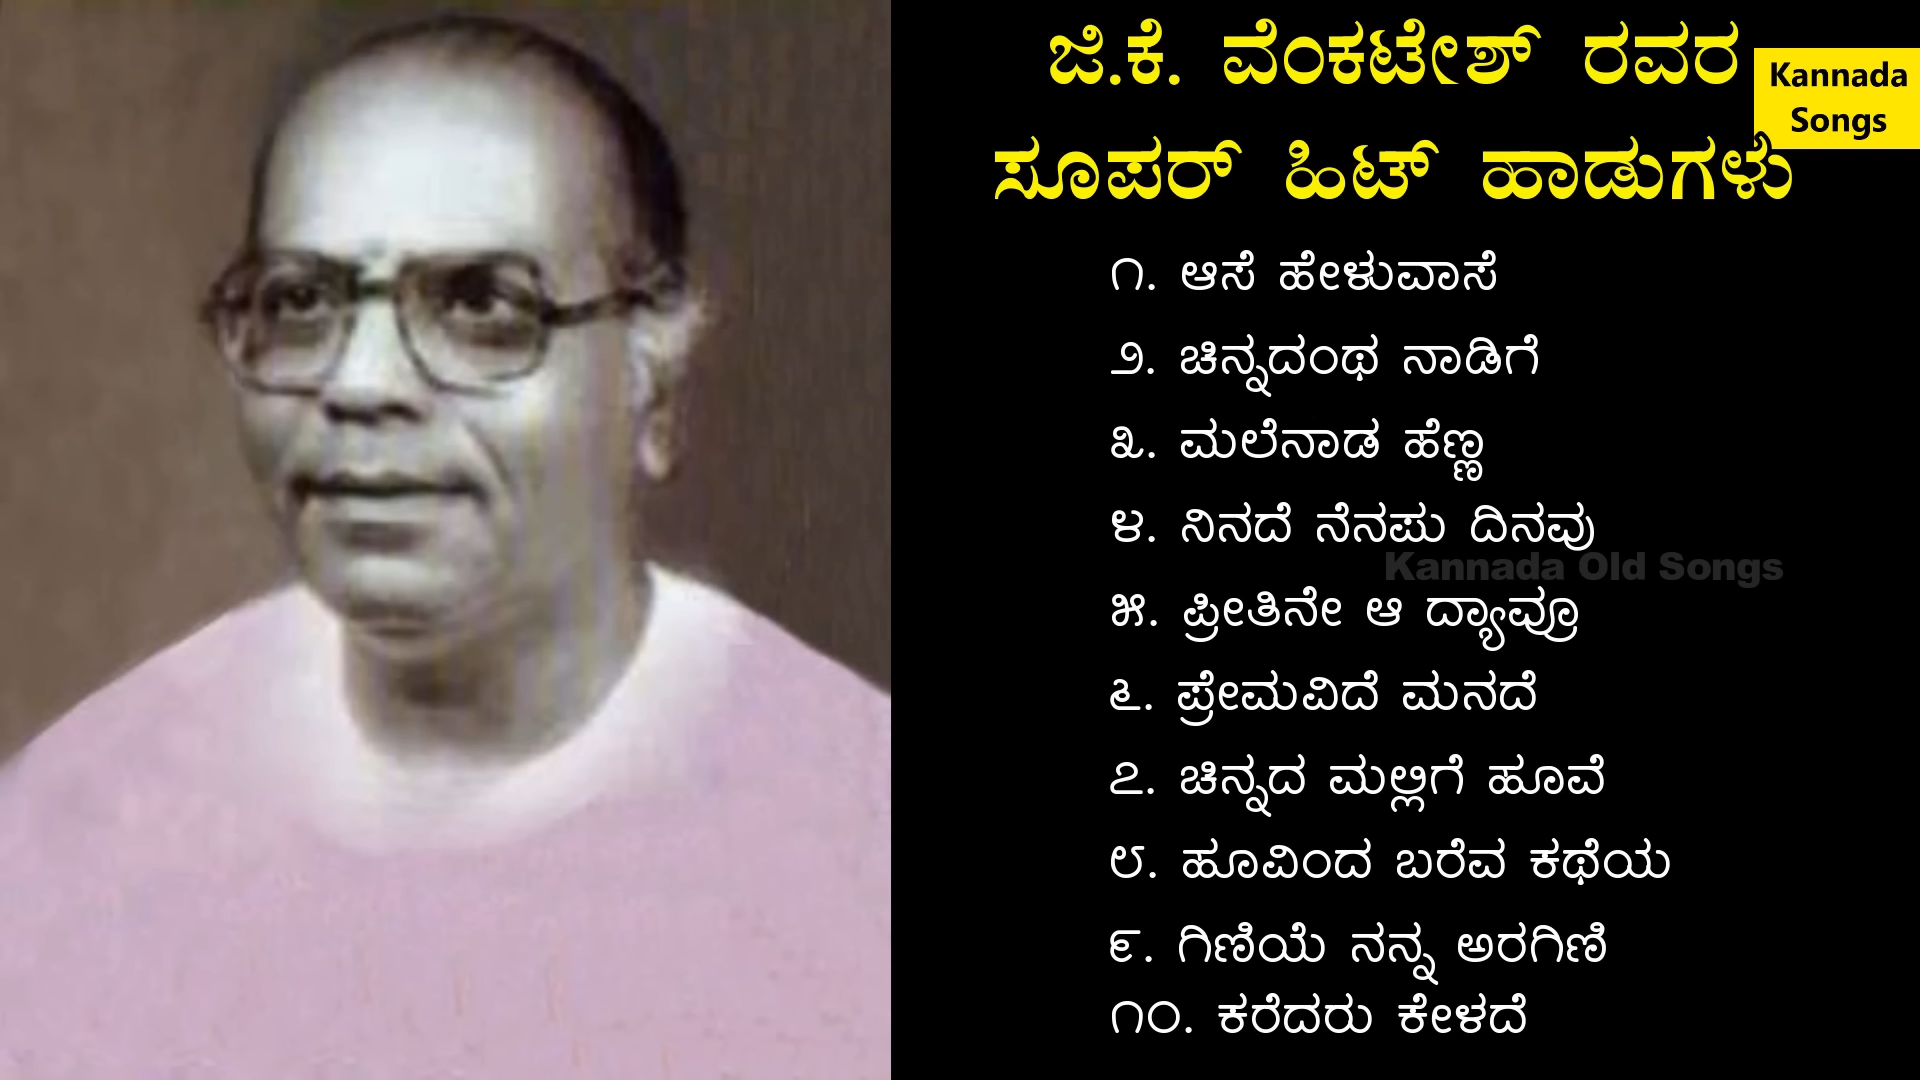 ಜಿ.ಕೆ. ವೆಂಕಟೇಶ್ ರವರ
ಸೂಪರ್ ಹಿಟ್ ಹಾಡುಗಳು
Kannada
Songs
೧. ಆಸೆ ಹೇಳುವಾಸೆ
೨. ಚಿನ್ನದಂಥ ನಾಡಿಗೆ
೩. ಮಲೆನಾಡ ಹೆಣ್ಣ
೪. ನಿನದೆ ನೆನಪು ದಿನವು
Kannada Old Songs
೫. ಪ್ರೀತಿನೇ ಆ ದ್ಯಾವ್ರೂ
೬. ಪ್ರೇಮವಿದೆ ಮನದೆ
೭. ಚಿನ್ನದ ಮಲ್ಲಿಗೆ ಹೂವೆ
೮. ಹೂವಿಂದ ಬರೆವ ಕಥೆಯ
೯. ಗಿಣಿಯೆ ನನ್ನ ಅರಗಿಣಿ
೧೦. ಕರೆದರು ಕೇಳದೆ